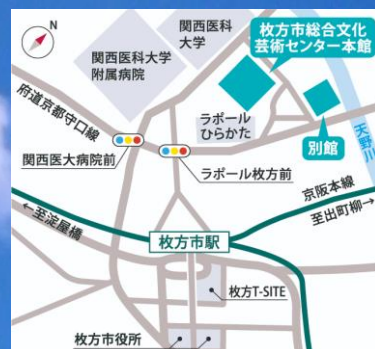 N
関西医科
大学
関西医科大学
附属病院
枚方市総合文化
芸術センター本館
府道京都守口線
ラポール
ひらかた
別館
天野川
関西医大病院前
ラポール枚方前
京阪本線
至出町柳→
←至淀屋橋
枚方市駅
枚方T-SITE
枚方市役所